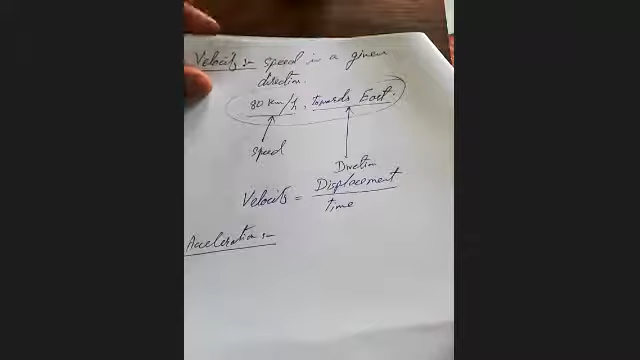 Velocity :- speed in a given
direction.
80 km/h, towards East.
speed
Direction
Velocity = Displacement
time
Acceleration :-